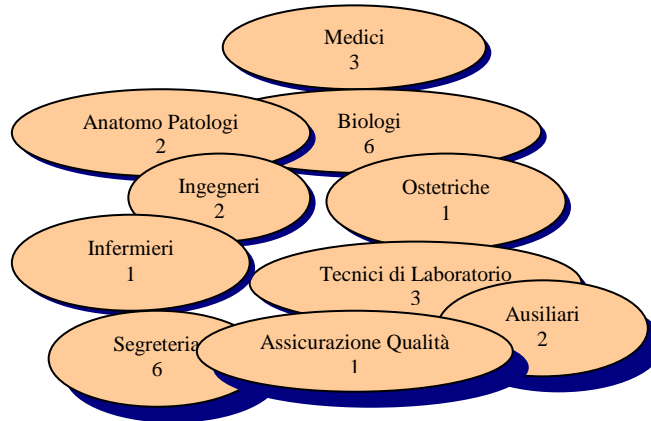 Medici
3
Anatomo Patologi
2
Biologi
6
Ingegneri
2
Ostetriche
1
Infermieri
1
Tecnici di Laboratorio
3
Ausiliari
2
Segreteria
6
Assicurazione Qualità
1